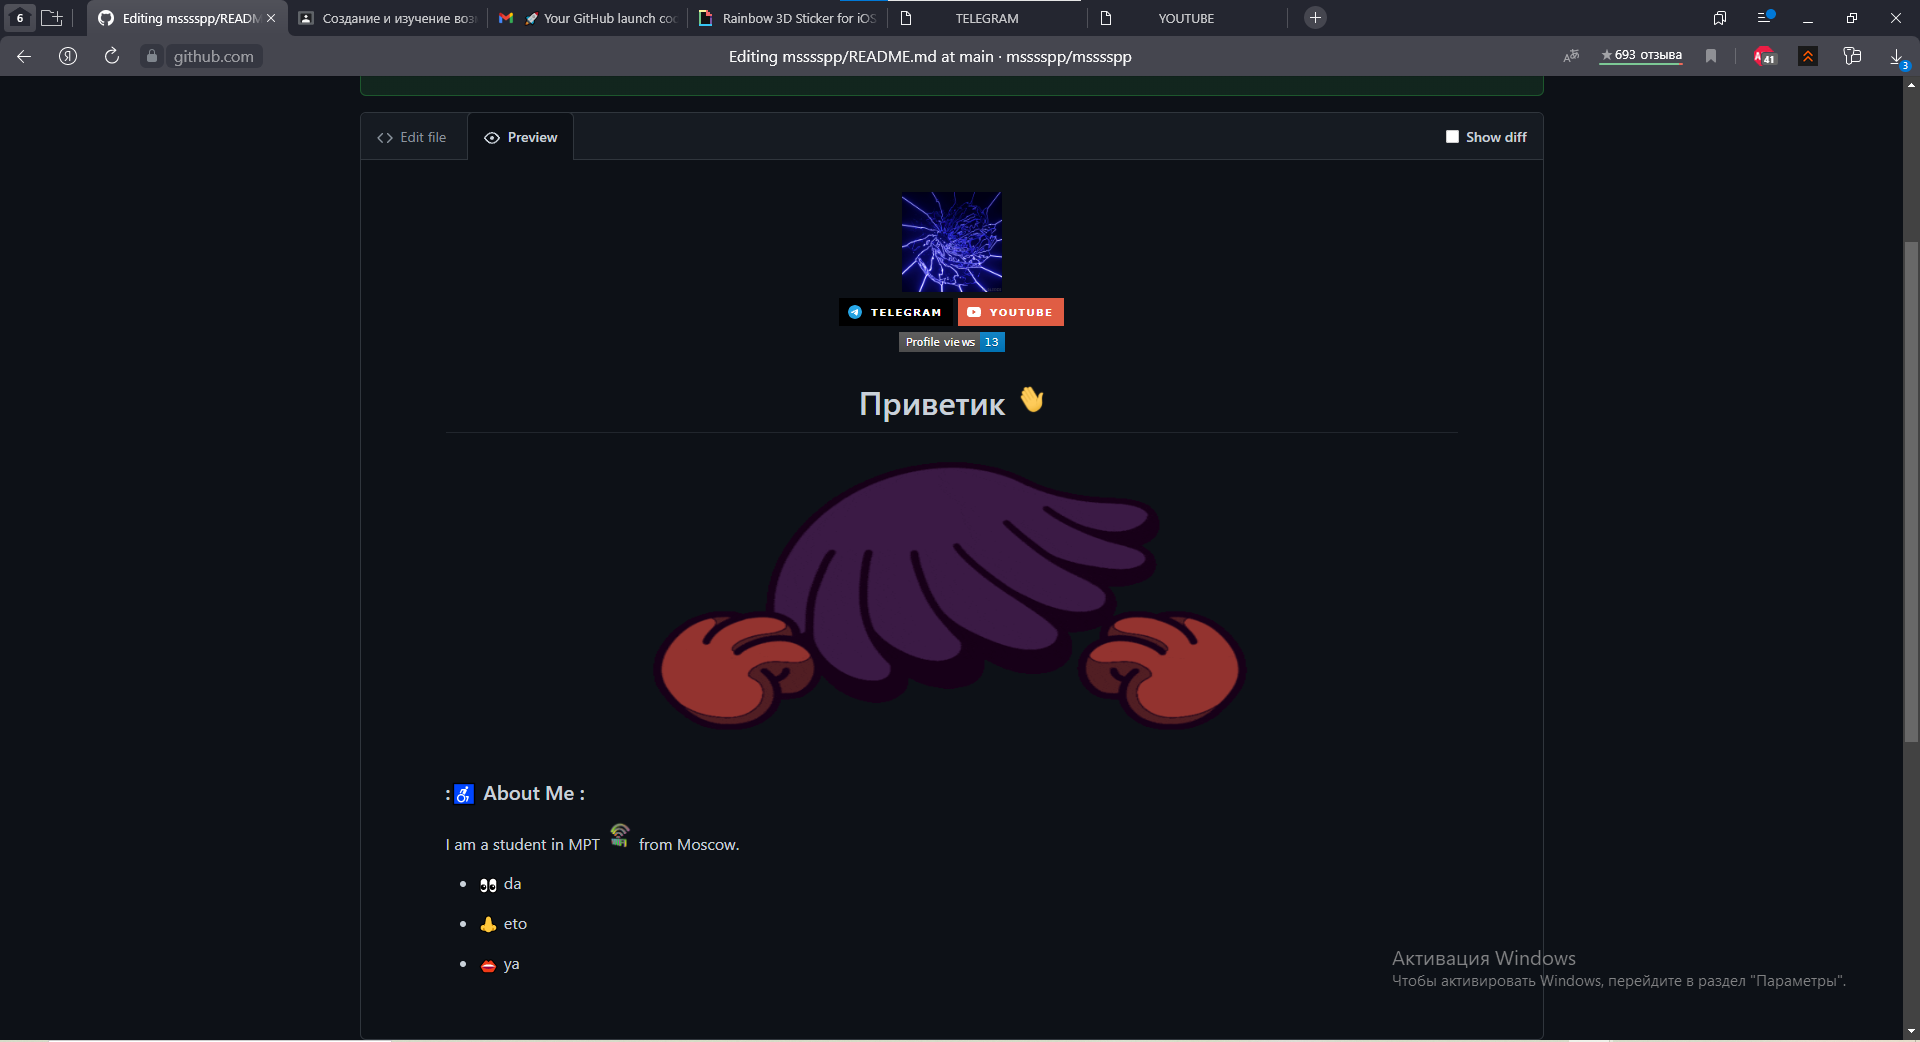 6
Editing msssspp/READM
Создание и изучение воз
🚀 Your GitHub launch cod
Rainbow 3D Sticker for iOS
TELEGRAM
YOUTUBE
github.com
Editing msssspp/README.md at main · msssspp/msssspp
★ 693 отзыва
41
3
Edit file
Preview
Show diff
TELEGRAM
YOUTUBE
Profile views 13
Приветик 👋
:♿ About Me :
I am a student in MPT from Moscow.
• 👀 da
• 👃 eto
• 👄 ya
Активация Windows
Чтобы активировать Windows, перейдите в раздел "Параметры".